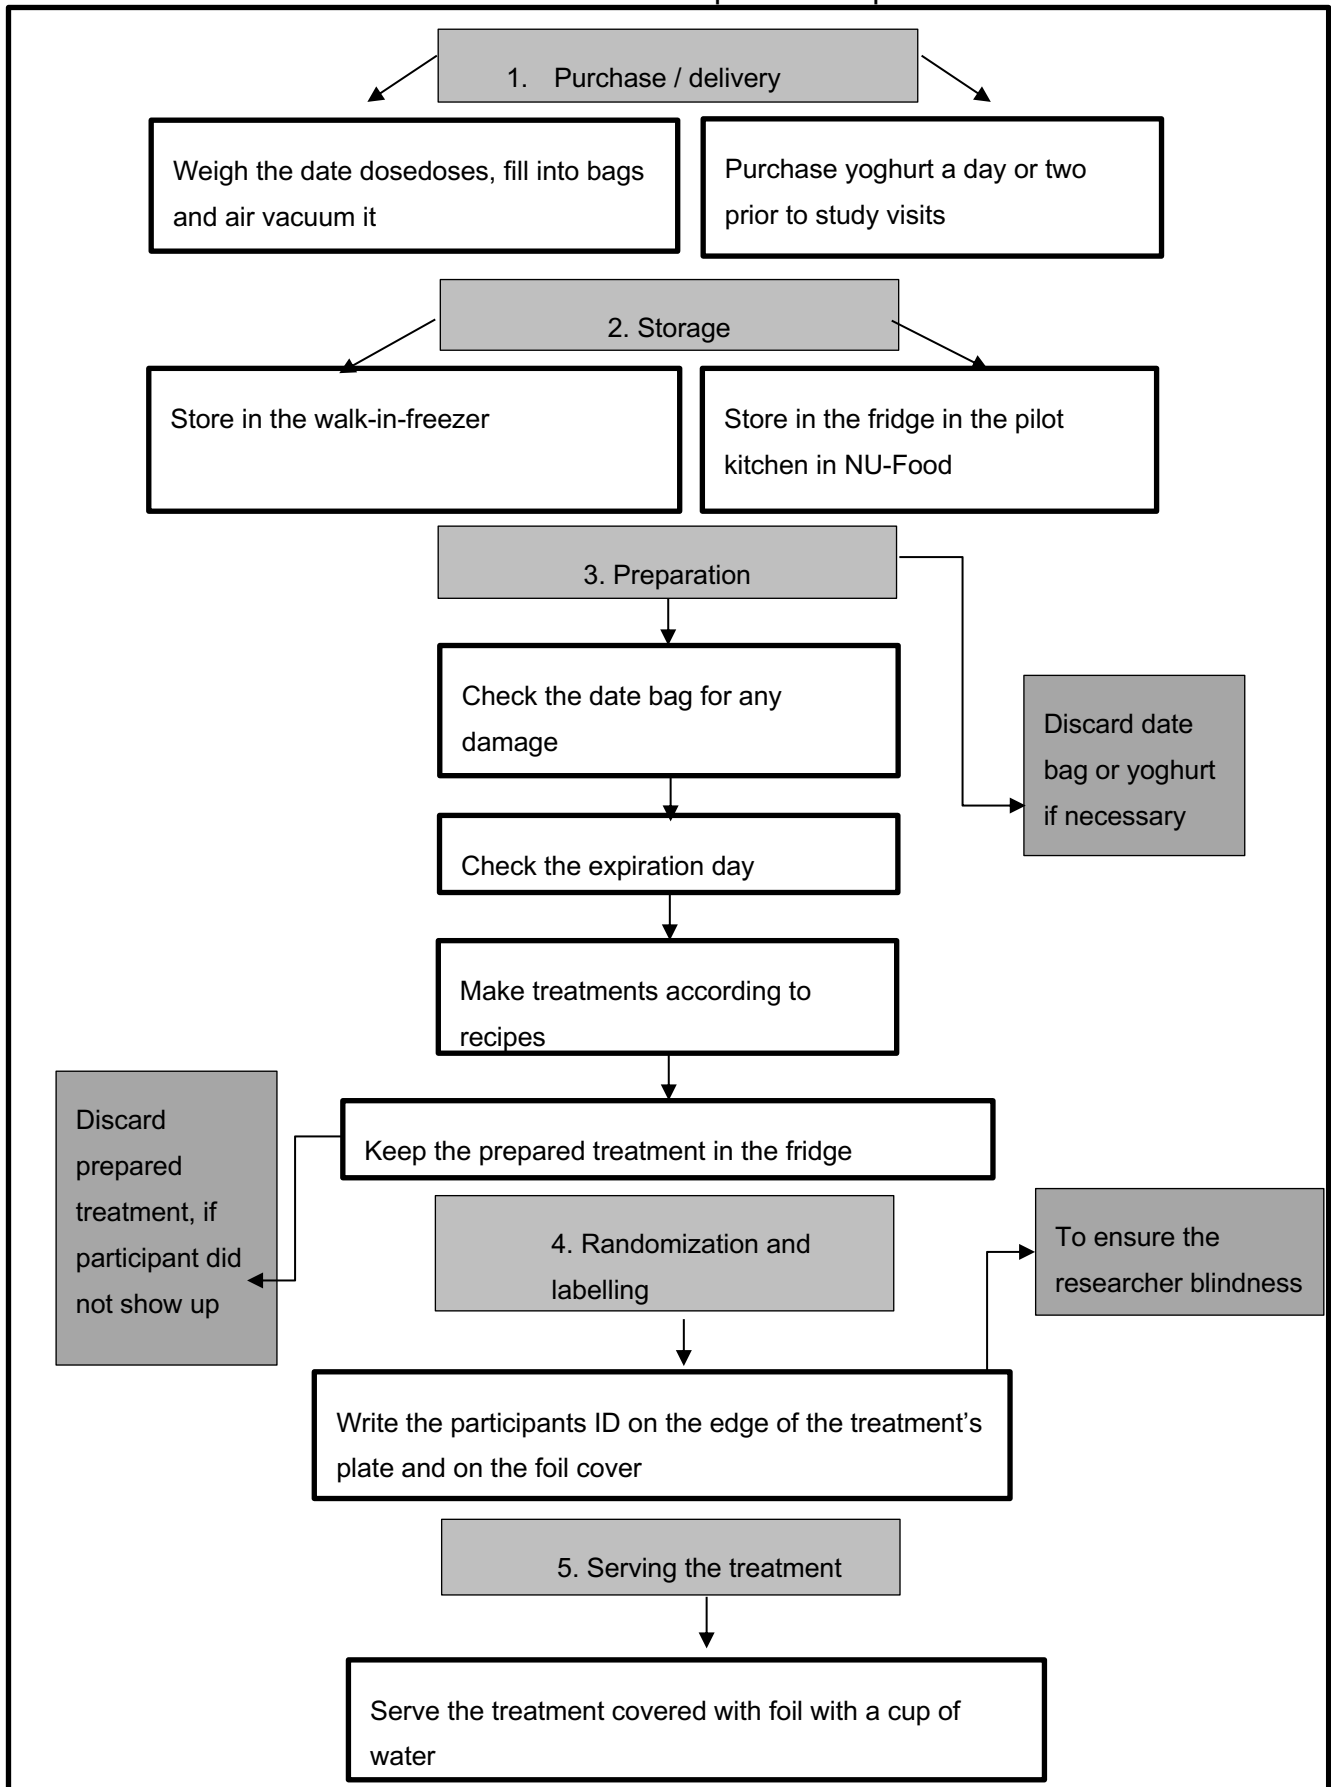 1. Purchase / delivery
Weigh the date dosedoses, fill into bags
and air vacuum it
Purchase yoghurt a day or two
prior to study visits
2. Storage
Store in the walk-in-freezer
Store in the fridge in the pilot
kitchen in NU-Food
3. Preparation
Check the date bag for any
damage
Discard date
bag or yoghurt
if necessary
Check the expiration day
Make treatments according to
recipes
Discard
prepared
treatment, if
participant did
not show up
Keep the prepared treatment in the fridge
4. Randomization and
labelling
To ensure the
researcher blindness
Write the participants ID on the edge of the treatment’s
plate and on the foil cover
5. Serving the treatment
Serve the treatment covered with foil with a cup of
water